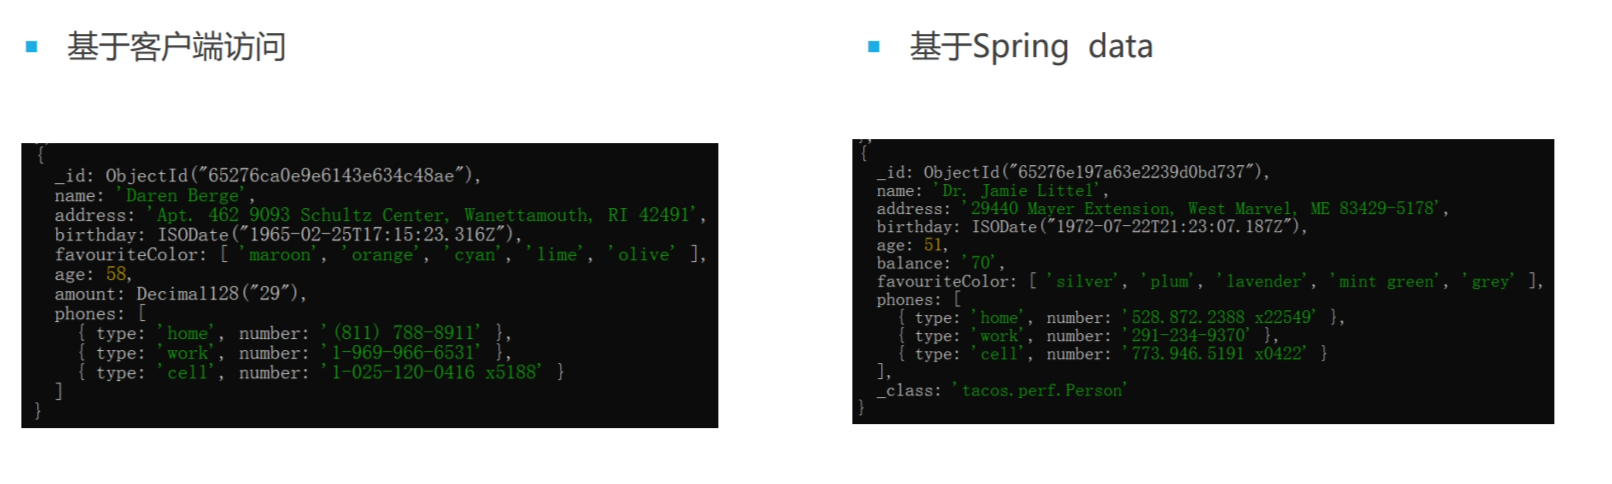 基于客户端访问
{
_id: ObjectId("65276ca0e9e6143e634c48ae"),
name: 'Daren Berge',
address: 'Apt. 462 9093 Schultz Center, Wanettamouth, RI 42491',
birthday: ISODate("1965-02-25T17:15:23.316Z"),
favouriteColor: [ 'maroon', 'orange', 'cyan', 'lime', 'olive' ],
age: 58,
amount: Decimal128("29"),
phones: [
{ type: 'home', number: '(811) 788-8911' },
{ type: 'work', number: '1-969-966-6531' },
{ type: 'cell', number: '1-025-120-0416 x5188' }
]
}
基于Spring data
{
_id: ObjectId("65276e197a63e2239d0bd737"),
name: 'Dr. Jamie Littel',
address: '29440 Mayer Extension, West Marvel, ME 83429-5178',
birthday: ISODate("1972-07-22T21:23:07.187Z"),
age: 51,
balance: '70',
favouriteColor: [ 'silver', 'plum', 'lavender', 'mint green', 'grey' ],
phones: [
{ type: 'home', number: '528.872.2388 x22549' },
{ type: 'work', number: '291-234-9370' },
{ type: 'cell', number: '773.946.5191 x0422' }
],
_class: 'tacos.perf.Person'
}